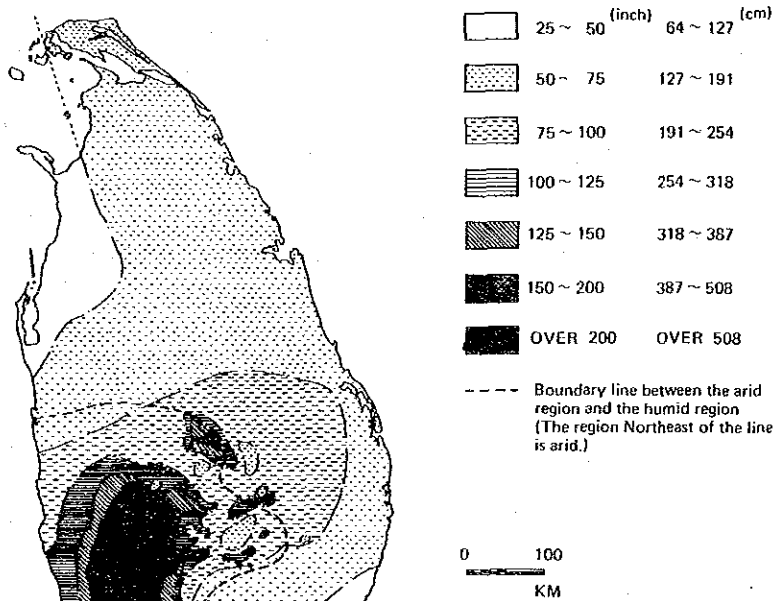 (inch) (cm)
25 ~ 50 64 ~ 127
50 - 75 127 ~ 191
75 ~ 100 191 ~ 254
100 ~ 125 254 ~ 318
125 ~ 150 318 ~ 387
150 ~ 200 387 ~ 508
OVER 200 OVER 508
Boundary line between the arid
region and the humid region
(The region Northeast of the line
is arid.)
0 100
KM